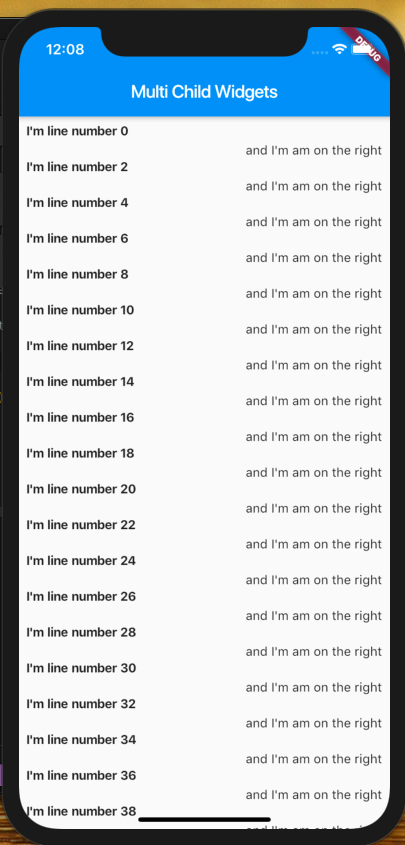 12:08
DEBUG
Multi Child Widgets
I'm line number 0
and I'm am on the right
I'm line number 2
and I'm am on the right
I'm line number 4
and I'm am on the right
I'm line number 6
and I'm am on the right
I'm line number 8
and I'm am on the right
I'm line number 10
and I'm am on the right
I'm line number 12
and I'm am on the right
I'm line number 14
and I'm am on the right
I'm line number 16
and I'm am on the right
I'm line number 18
and I'm am on the right
I'm line number 20
and I'm am on the right
I'm line number 22
and I'm am on the right
I'm line number 24
and I'm am on the right
I'm line number 26
and I'm am on the right
I'm line number 28
and I'm am on the right
I'm line number 30
and I'm am on the right
I'm line number 32
and I'm am on the right
I'm line number 34
and I'm am on the right
I'm line number 36
and I'm am on the right
I'm line number 38